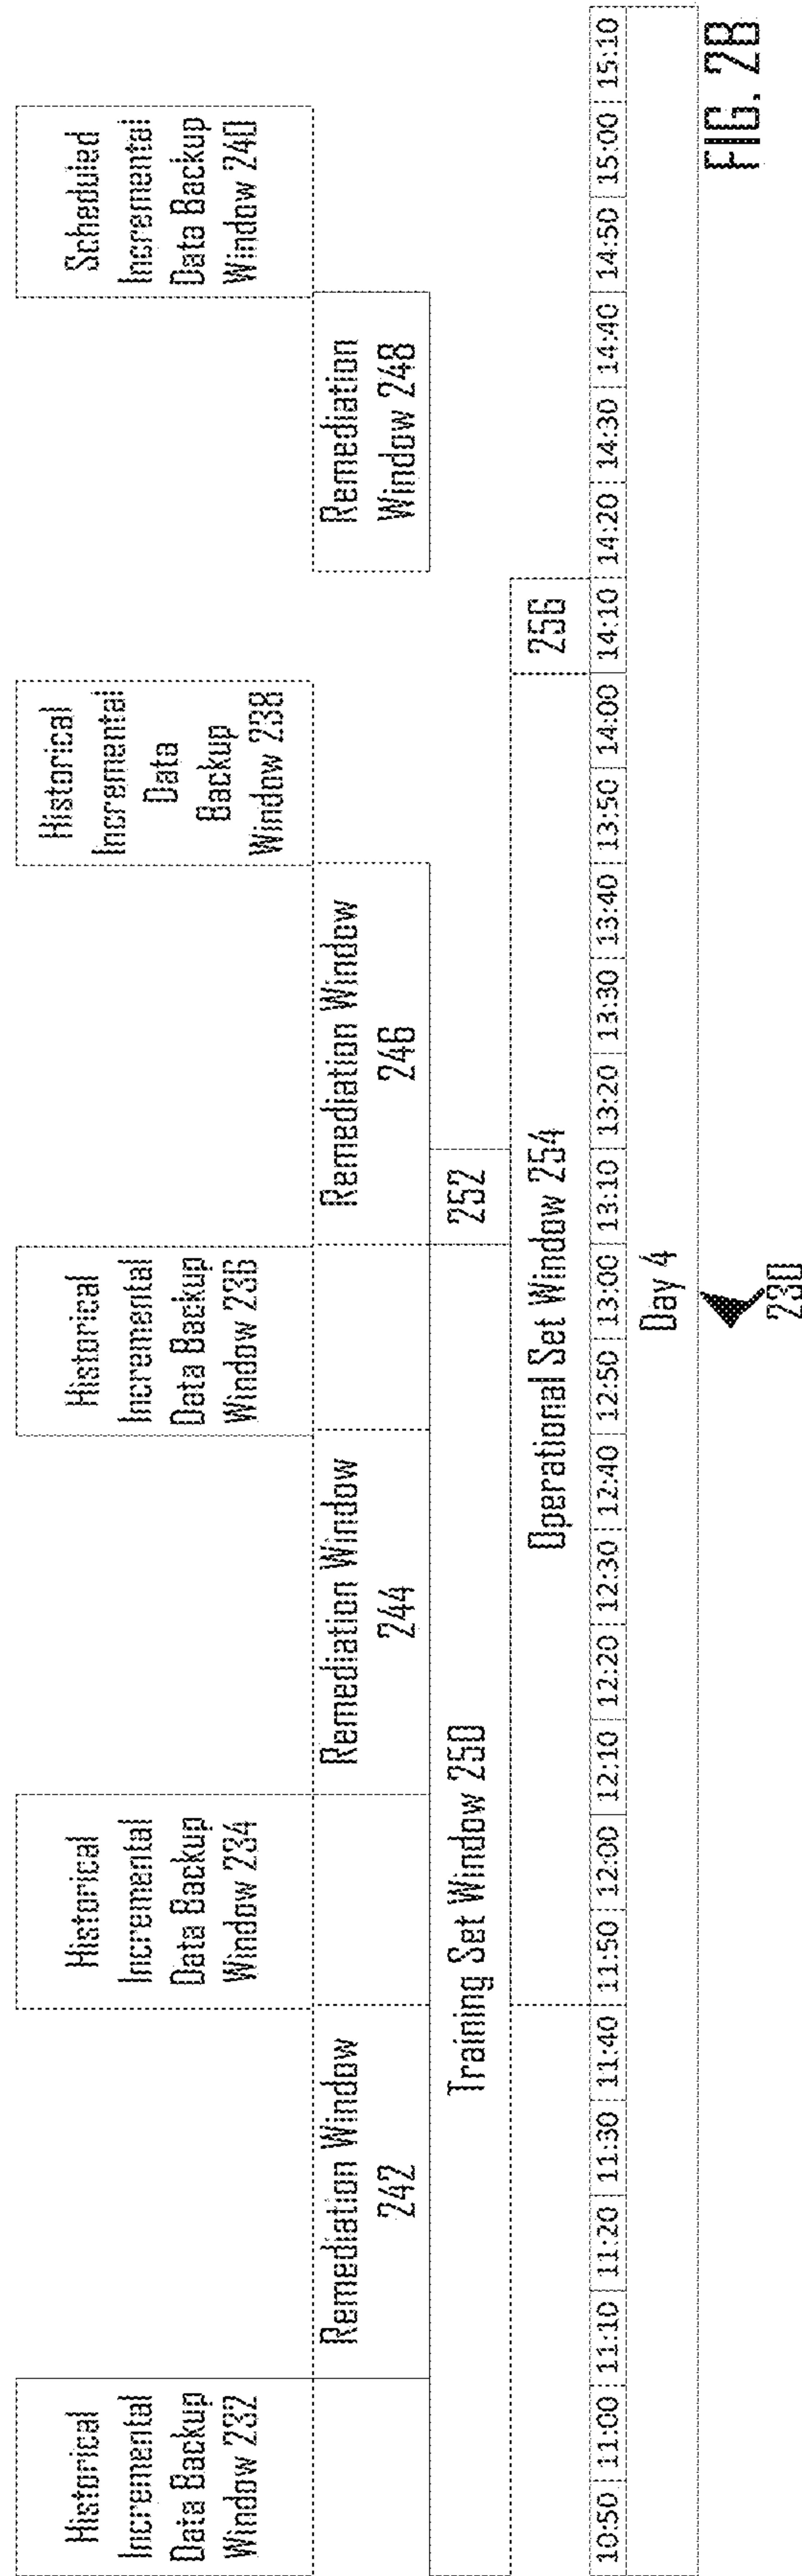 Historical
Incremental
Data Backup
Window 232
Historical
Incremental
Data Backup
Window 234
Historical
Incremental
Data Backup
Window 236
Historical
Incremental
Data
Backup
Window 238
Scheduled
Incremental
Data Backup
Window 240
Remediation Window
242
Remediation Window
244
Remediation Window
246
Remediation
Window 248
Training Set Window 250
252
Operational Set Window 254
256
10:50 11:00 11:10 11:20 11:30 11:40 11:50 12:00 12:10 12:20 12:30 12:40 12:50 13:00 13:10 13:20 13:30 13:40 13:50 14:00 14:10 14:20 14:30 14:40 14:50 15:00 15:10
Day 4
230
FIG. 2B